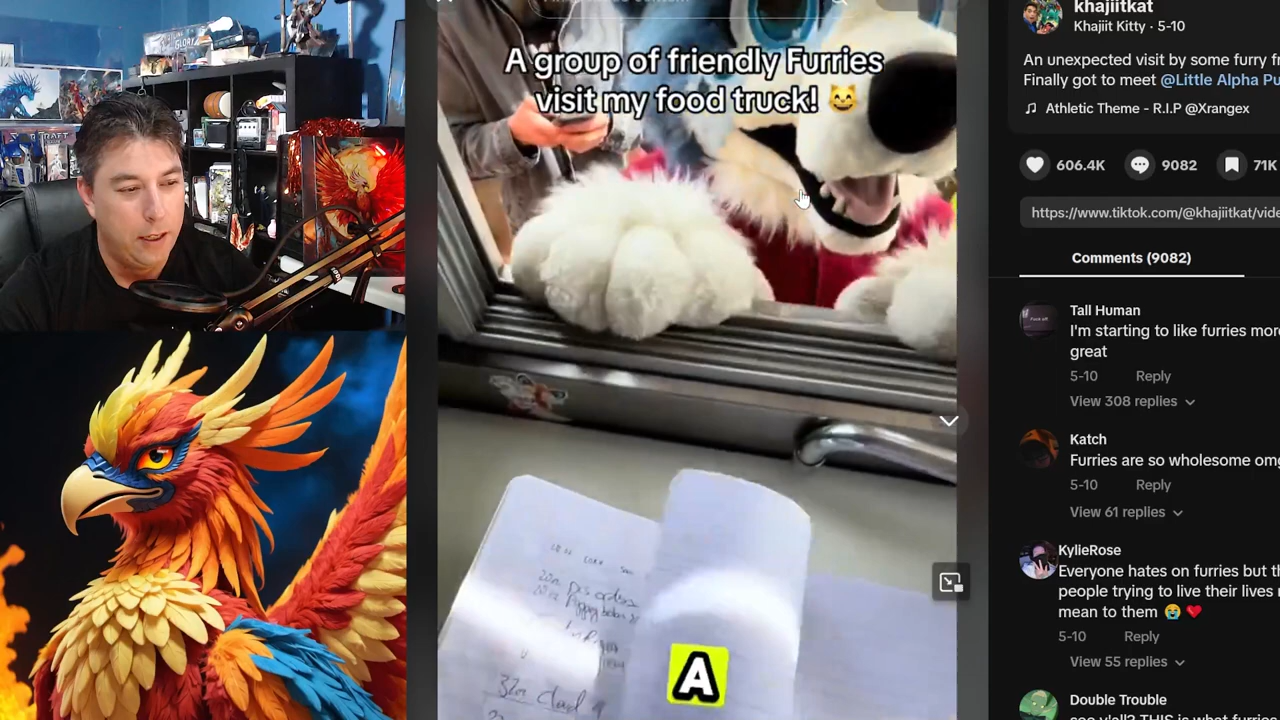 GLORY
A group of friendly Furries
visit my food truck! 😸
A
khajiitkat
Khajiit Kitty · 5-10
An unexpected visit by some furry fr
Finally got to meet @Little Alpha Pu
♫ Athletic Theme - R.I.P @Xrangex
606.4K 9082 71K
https://www.tiktok.com/@khajiitkat/vide
Comments (9082)
Tall Human
I'm starting to like furries mor
great
5-10 Reply
View 308 replies
Katch
Furries are so wholesome omg
5-10 Reply
View 61 replies
KylieRose
Everyone hates on furries but th
people trying to live their lives
mean to them 😭 ❤️
5-10 Reply
View 55 replies
Double Trouble